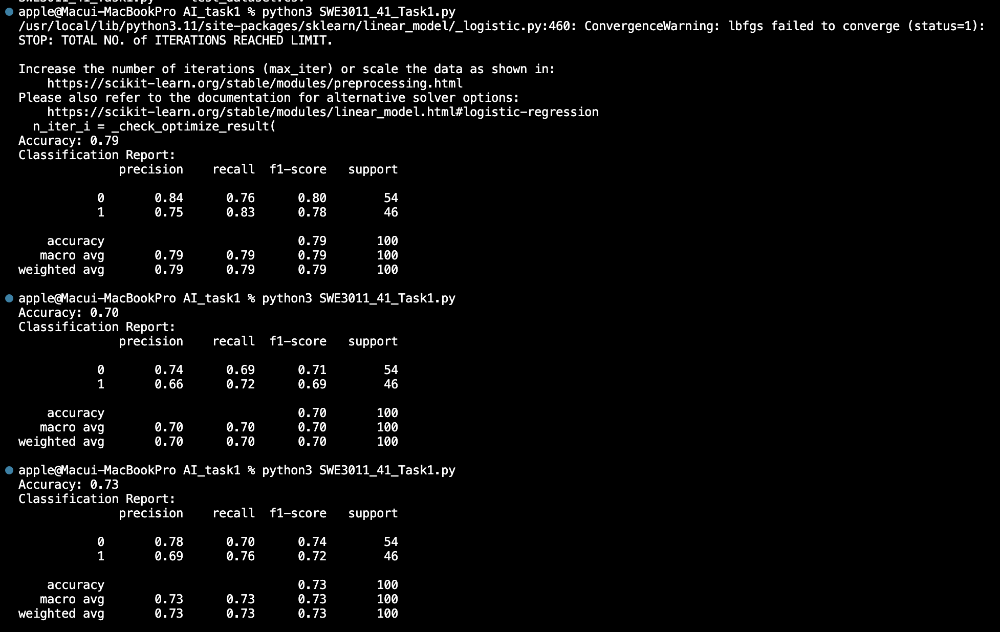 apple@Macui-MacBookPro AI_task1 % python3 SWE3011_41_Task1.py
/usr/local/lib/python3.11/site-packages/sklearn/linear_model/_logistic.py:460: ConvergenceWarning: lbfgs failed to converge (status=1):
STOP: TOTAL NO. of ITERATIONS REACHED LIMIT.

Increase the number of iterations (max_iter) or scale the data as shown in:
    https://scikit-learn.org/stable/modules/preprocessing.html
Please also refer to the documentation for alternative solver options:
    https://scikit-learn.org/stable/modules/linear_model.html#logistic-regression
  n_iter_i = _check_optimize_result(
Accuracy: 0.79
Classification Report:
              precision    recall  f1-score   support

           0       0.84      0.76      0.80        54
           1       0.75      0.83      0.78        46

    accuracy                           0.79       100
   macro avg       0.79      0.79      0.79       100
weighted avg       0.79      0.79      0.79       100

apple@Macui-MacBookPro AI_task1 % python3 SWE3011_41_Task1.py
Accuracy: 0.70
Classification Report:
              precision    recall  f1-score   support

           0       0.74      0.69      0.71        54
           1       0.66      0.72      0.69        46

    accuracy                           0.70       100
   macro avg       0.70      0.70      0.70       100
weighted avg       0.70      0.70      0.70       100

apple@Macui-MacBookPro AI_task1 % python3 SWE3011_41_Task1.py
Accuracy: 0.73
Classification Report:
              precision    recall  f1-score   support

           0       0.78      0.70      0.74        54
           1       0.69      0.76      0.72        46

    accuracy                           0.73       100
   macro avg       0.73      0.73      0.73       100
weighted avg       0.73      0.73      0.73       100